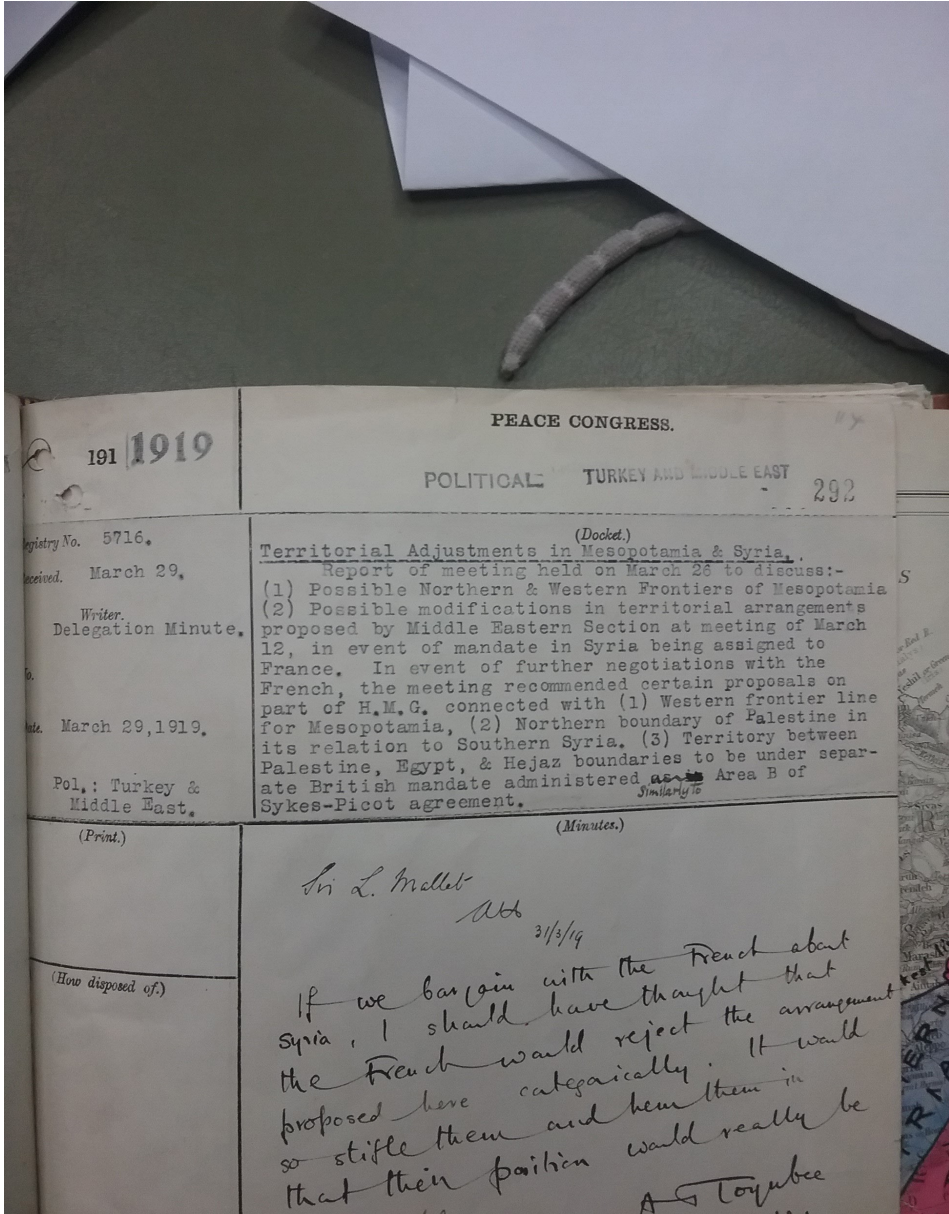 PEACE CONGRESS.
191 1919
POLITICAL TURKEY AND MIDDLE EAST
292
(Docket.)
egistry No. 5716.
eceived. March 29.
Writer.
Delegation Minute.
o.
ate. March 29,1919.
Pol.: Turkey &
Middle East.
Territorial Adjustments in Mesopotamia & Syria.
Report of meeting held on March 26 to discuss:-
(1) Possible Northern & Western Frontiers of Mesopotamia
(2) Possible modifications in territorial arrangements
proposed by Middle Eastern Section at meeting of March
12, in event of mandate in Syria being assigned to
France. In event of further negotiations with the
French, the meeting recommended certain proposals on
part of H.M.G. connected with (1) Western frontier line
for Mesopotamia, (2) Northern boundary of Palestine in
its relation to Southern Syria. (3) Territory between
Palestine, Egypt, & Hejaz boundaries to be under separ-
ate British mandate administered Area B of
Similarly to
Sykes-Picot agreement.
(Print.)
(Minutes.)
Sir L. Mallet
31/3/19
(How disposed of.)
If we bargain with the French about
Syria, I should have thought that
the French would reject the arrangement
proposed here categorically. It would
so stifle them and hem them in
that their position would really be
A J Toynbee